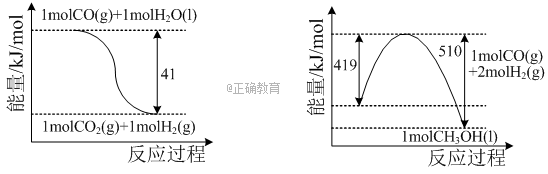 能量/kJ/mol
1molCO(g)+1molH₂O(l)
41
1molCO₂(g)+1molH₂(g)
反应过程
@正确教育
能量/kJ/mol
419
510
1molCO(g)
+2molH₂(g)
1molCH₃OH(l)
反应过程